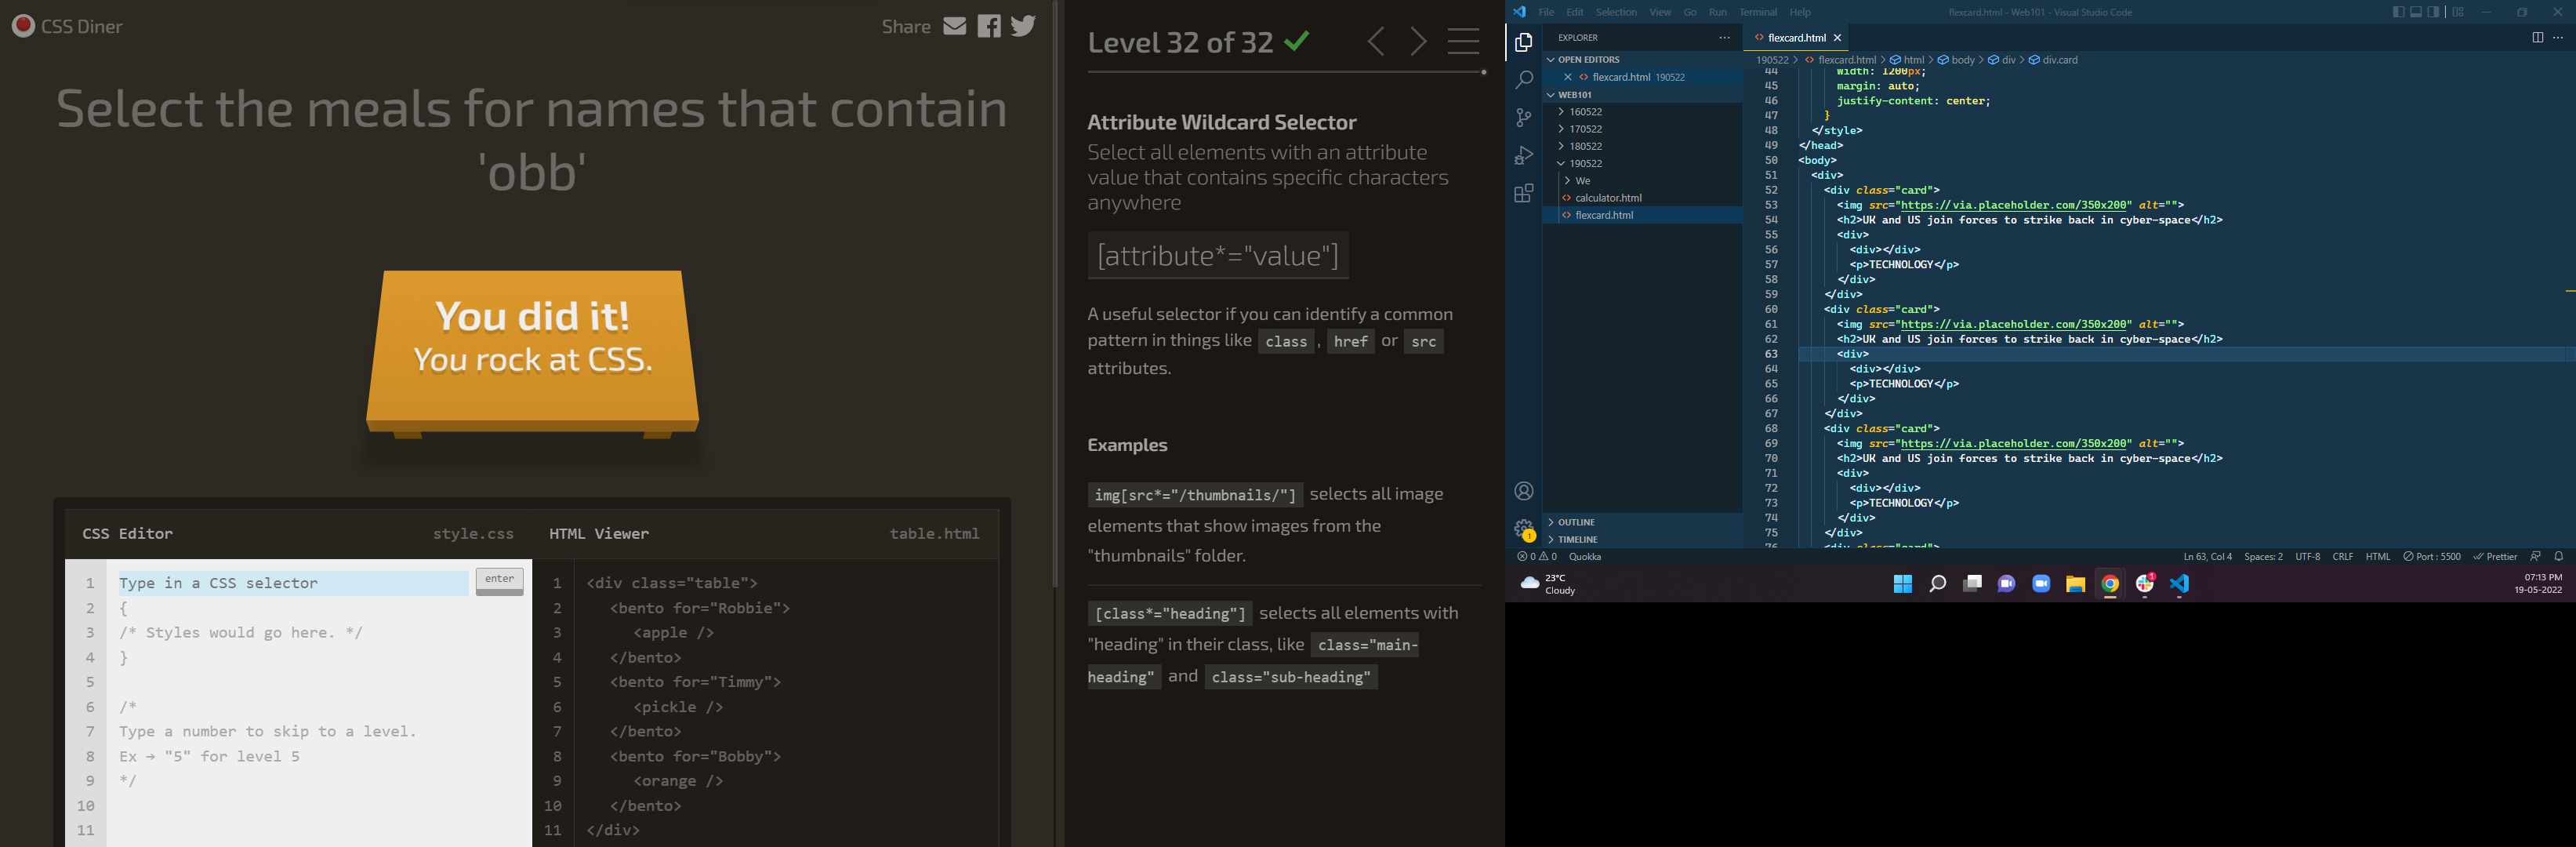 CSS Diner
Share
Select the meals for names that contain
'obb'
You did it!
You rock at CSS.
CSS Editor
style.css
HTML Viewer
table.html
1 Type in a CSS selector
enter
2 {
3 /* Styles would go here. */
4 }
5
6 /*
7 Type a number to skip to a level.
8 Ex → "5" for level 5
9 */
10
11
1 <div class="table">
2 <bento for="Robbie">
3 <apple />
4 </bento>
5 <bento for="Timmy">
6 <pickle />
7 </bento>
8 <bento for="Bobby">
9 <orange />
10 </bento>
11 </div>
Level 32 of 32
Attribute Wildcard Selector
Select all elements with an attribute
value that contains specific characters
anywhere
[attribute*="value"]
A useful selector if you can identify a common
pattern in things like class , href or src
attributes.
Examples
img[src*="/thumbnails/"] selects all image
elements that show images from the
"thumbnails" folder.
[class*="heading"] selects all elements with
"heading" in their class, like class="main-
heading" and class="sub-heading"
File Edit Selection View Go Run Terminal Help
flexcard.html - Web101 - Visual Studio Code
EXPLORER
OPEN EDITORS
flexcard.html 190522
WEB101
160522
170522
180522
190522
We
calculator.html
flexcard.html
OUTLINE
TIMELINE
flexcard.html
190522 > flexcard.html > html > body > div > div.card
44 width: 1200px;
45 margin: auto;
46 justify-content: center;
47 }
48 </style>
49 </head>
50 <body>
51 <div>
52 <div class="card">
53 <img src="https://via.placeholder.com/350x200" alt="">
54 <h2>UK and US join forces to strike back in cyber-space</h2>
55 <div>
56 <div></div>
57 <p>TECHNOLOGY</p>
58 </div>
59 </div>
60 <div class="card">
61 <img src="https://via.placeholder.com/350x200" alt="">
62 <h2>UK and US join forces to strike back in cyber-space</h2>
63 <div>
64 <div></div>
65 <p>TECHNOLOGY</p>
66 </div>
67 </div>
68 <div class="card">
69 <img src="https://via.placeholder.com/350x200" alt="">
70 <h2>UK and US join forces to strike back in cyber-space</h2>
71 <div>
72 <div></div>
73 <p>TECHNOLOGY</p>
74 </div>
75 </div>
76 <div class="card">
1
0 0 Quokka
Ln 63, Col 4 Spaces: 2 UTF-8 CRLF HTML Port : 5500 Prettier
23°C
Cloudy
1
07:13 PM
19-05-2022